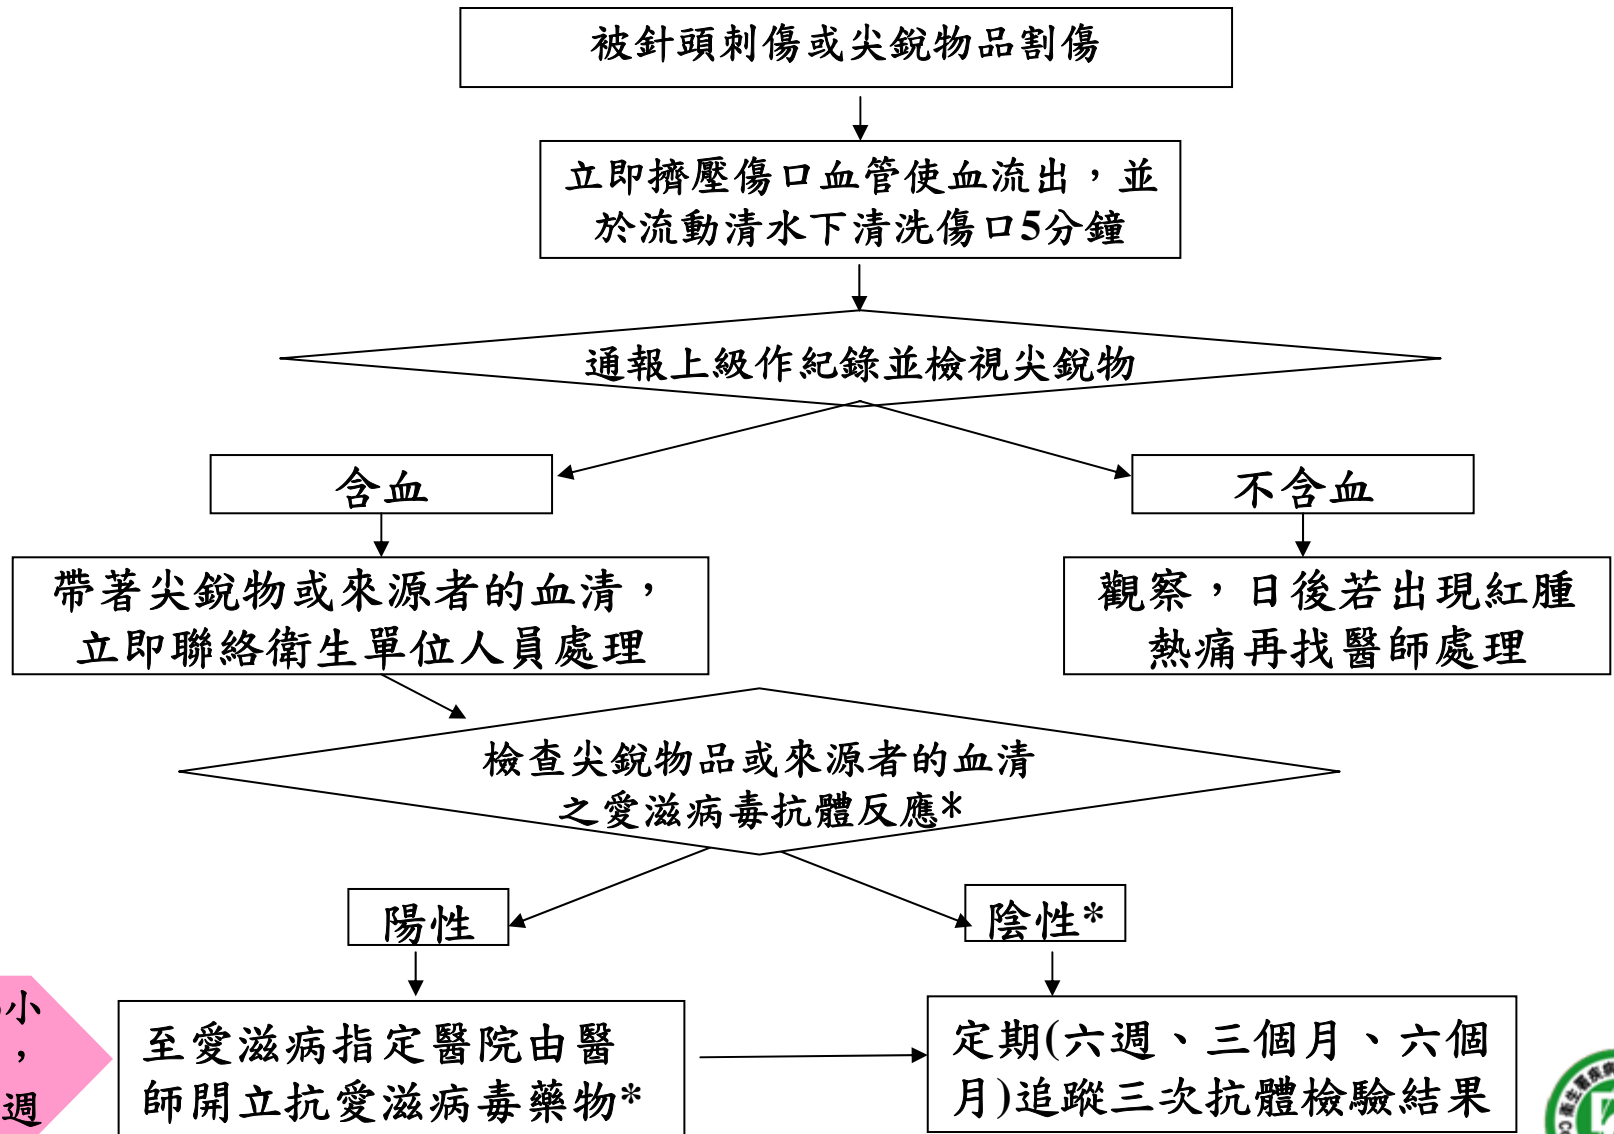 被針頭刺傷或尖銳物品割傷
立即擠壓傷口血管使血流出，並
於流動清水下清洗傷口5分鐘
通報上級作紀錄並檢視尖銳物
含血
不含血
帶著尖銳物或來源者的血清，
立即聯絡衛生單位人員處理
觀察，日後若出現紅腫
熱痛再找醫師處理
檢查尖銳物品或來源者的血清
之愛滋病毒抗體反應*
陽性
陰性*
小
，
週
至愛滋病指定醫院由醫
師開立抗愛滋病毒藥物*
定期(六週、三個月、六個
月)追蹤三次抗體檢驗結果